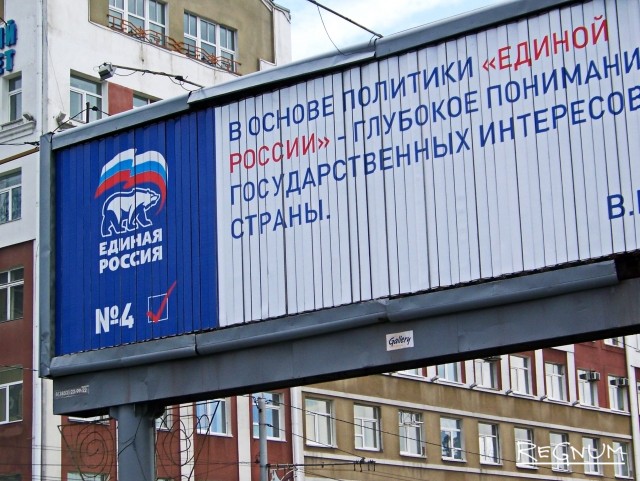 В ОСНОВЕ ПОЛИТИКИ «ЕДИНОЙ
РОССИИ» - ГЛУБОКОЕ ПОНИМАНИ
ГОСУДАРСТВЕННЫХ ИНТЕРЕСОВ
СТРАНЫ.
В.
ЕДИНАЯ
РОССИЯ
№4
Gallery
REGNUM